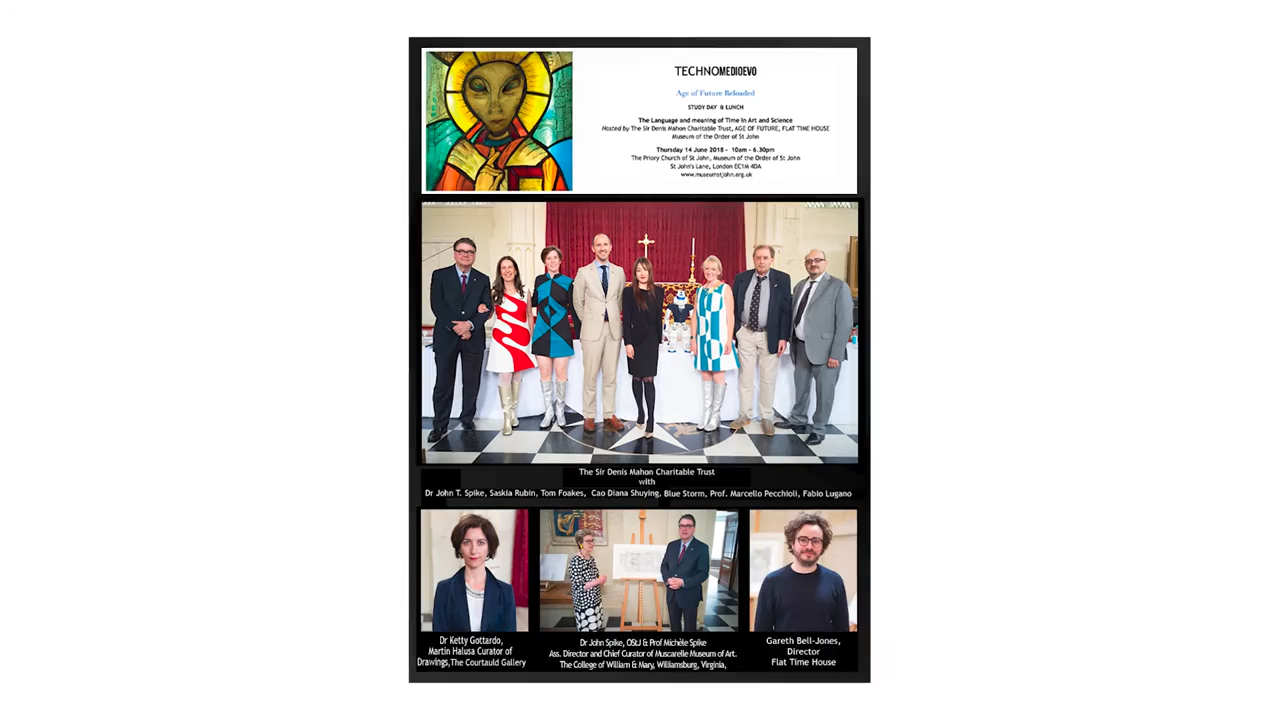 TECHNOMEDIOEVO
Age of Future Reloaded
STUDY DAY & LUNCH
The Language and meaning of Time in Art and Science
Hosted by The Sir Denis Mahon Charitable Trust, AGE OF FUTURE, FLAT TIME HOUSE
Museum of the Order of St John
Thursday 14 June 2018 - 10am - 6.30pm
The Priory Church of St John, Museum of the Order of St John
St John's Lane, London EC1M 4DA
www.museumstjohn.org.uk
The Sir Denis Mahon Charitable Trust
with
Dr John T. Spike, Saskia Rubin, Tom Foakes, Cao Diana Shuying, Blue Storm, Prof. Marcello Pecchioli, Fabio Lugano
Dr Ketty Gottardo,
Martin Halusa Curator of
Drawings,The Courtauld Gallery
Dr John Spike, OStJ & Prof Michèle Spike
Ass. Director and Chief Curator of Muscarelle Museum of Art.
The College of William & Mary, Williamsburg, Virginia,
Gareth Bell-Jones,
Director
Flat Time House